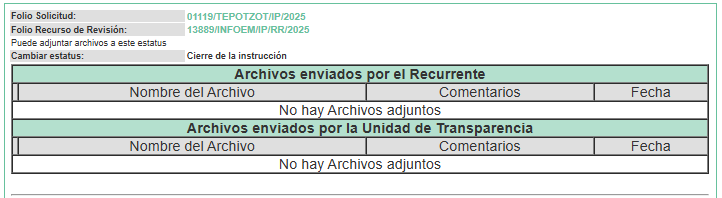 Folio Solicitud: 01119/TEPOTZOT/IP/2025
Folio Recurso de Revisión: 13889/INFOEM/IP/RR/2025
Puede adjuntar archivos a este estatus
Cambiar estatus: Cierre de la instrucción
Archivos enviados por el Recurrente
Nombre del Archivo Comentarios Fecha
No hay Archivos adjuntos
Archivos enviados por la Unidad de Transparencia
Nombre del Archivo Comentarios Fecha
No hay Archivos adjuntos